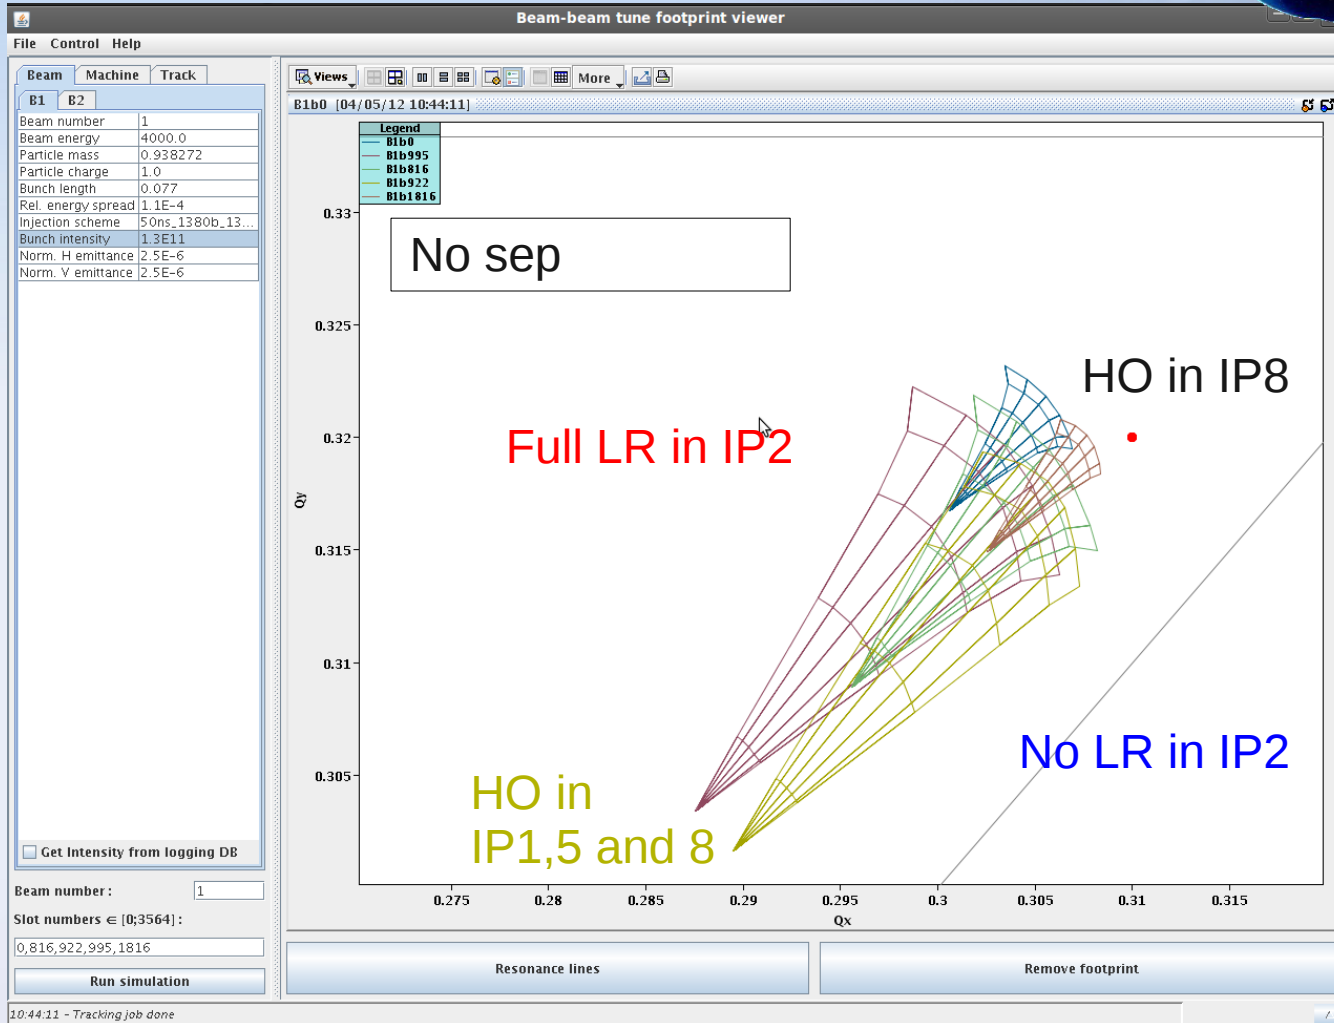 Beam-beam tune footprint viewer
File Control Help
Beam Machine Track
B1 B2
Beam number 1
Beam energy 4000.0
Particle mass 0.938272
Particle charge 1.0
Bunch length 0.077
Rel. energy spread 1.1E-4
Injection scheme 50ns_1380b_13...
Bunch intensity 1.3E11
Norm. H emittance 2.5E-6
Norm. V emittance 2.5E-6
Get Intensity from logging DB
Beam number :
1
Slot numbers ∈ [0;3564] :
0,816,922,995,1816
Run simulation
10:44:11 - Tracking job done
Views More
B1b0 [04/05/12 10:44:11]
Legend
B1b0
B1b995
B1b816
B1b922
B1b1816
No sep
HO in IP8
Full LR in IP2
No LR in IP2
HO in
IP1,5 and 8
0.33
0.325
0.32
0.315
0.31
0.305
Qy
0.275 0.28 0.285 0.29 0.295 0.3 0.305 0.31 0.315
Qx
Resonance lines
Remove footprint